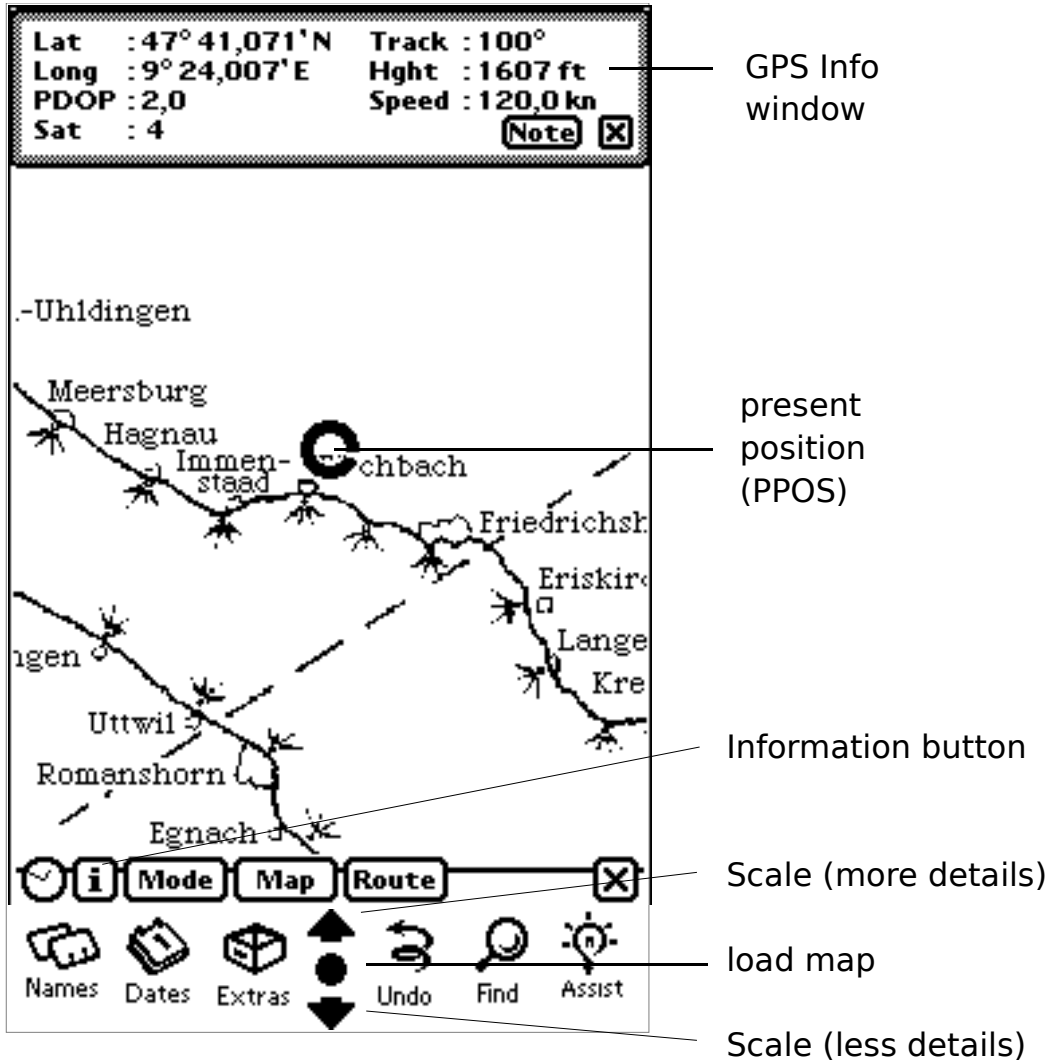 Lat : 47° 41,071'N Track : 100°
Long : 9° 24,007'E Hght : 1607 ft
PDOP : 2,0 Speed : 120,0 kn
Sat : 4 Note
GPS Info
window
.-Uhldingen
Meersburg
Hagnau
Immen-
staad
chbach
present
position
(PPOS)
Friedrichsh
Eriskirc
Lange
ngen
Kre
Uttwil
Information button
Romanshorn
Egnach
i Mode Map Route
Scale (more details)
load map
Names Dates Extras Undo Find Assist
Scale (less details)